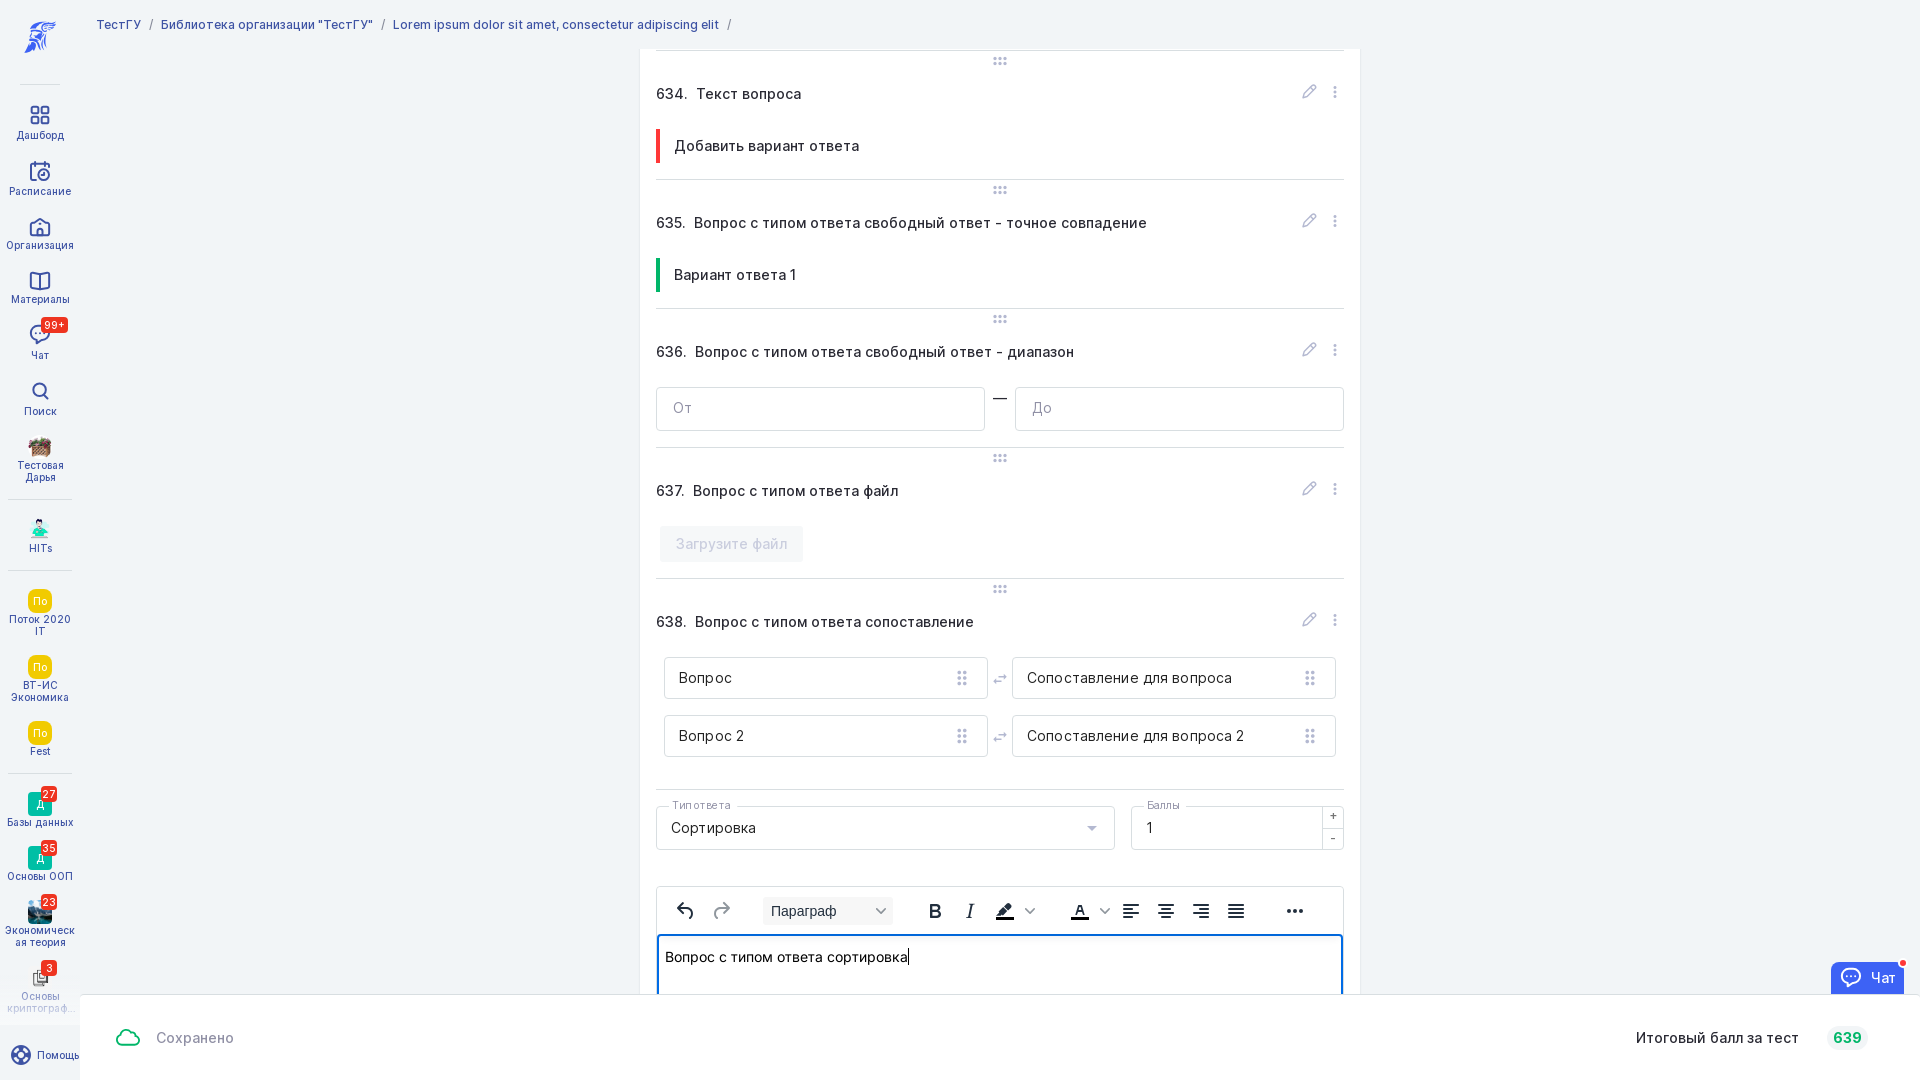 ТестГУ / Библиотека организации "ТестГУ" / Lorem ipsum dolor sit amet, consectetur adipiscing elit /
Дашборд
Расписание
Организация
Материалы
99+
Чат
Поиск
Тестовая
Дарья
HITs
По
Поток 2020
IT
По
ВТ-ИС
Экономика
По
Fest
Д
27
Базы данных
Д
35
Основы ООП
23
Экономическ
ая теория
3
Основы
криптограф...
Помощь
634. Текст вопроса
Добавить вариант ответа
635. Вопрос с типом ответа свободный ответ - точное совпадение
Вариант ответа 1
636. Вопрос с типом ответа свободный ответ - диапазон
От — До
637. Вопрос с типом ответа файл
Загрузите файл
638. Вопрос с типом ответа сопоставление
Вопрос Сопоставление для вопроса
Вопрос 2 Сопоставление для вопроса 2
Тип ответа Баллы
Сортировка 1 + -
Параграф B I A
Вопрос с типом ответа сортировка
Чат
Сохранено Итоговый балл за тест 639